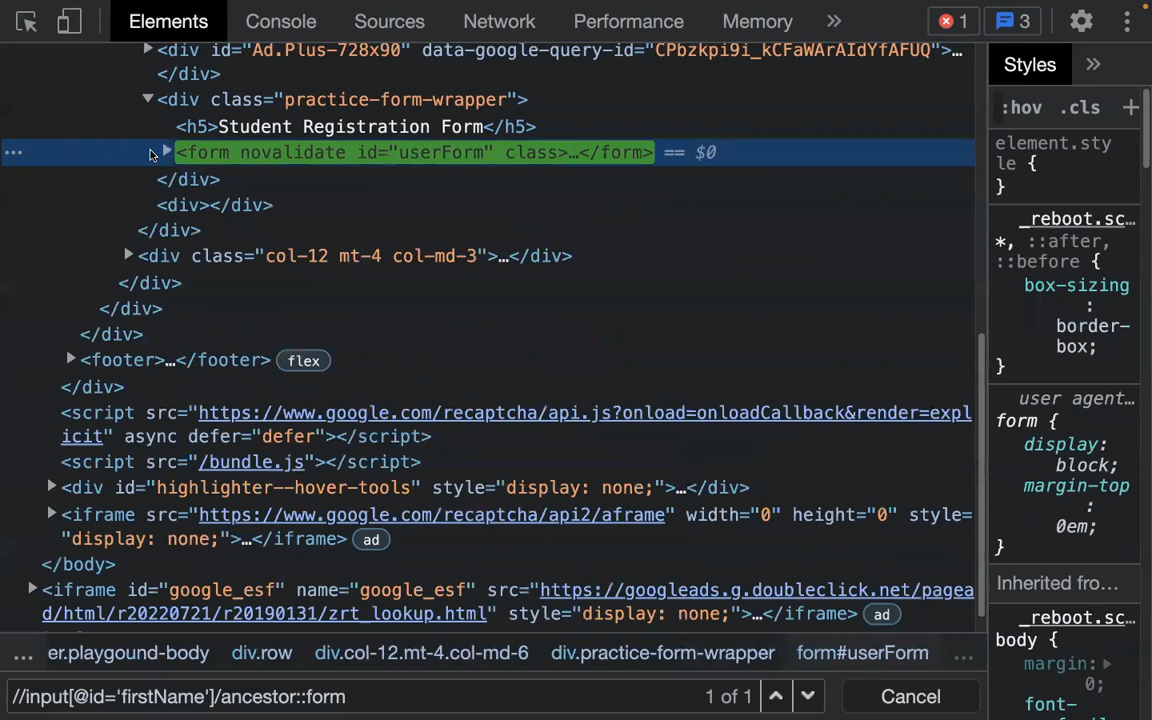 Elements Console Sources Network Performance Memory » 1 3
<div id="Ad.Plus-728x90" data-google-query-id="CPbzkpi9i_kCFaWArAIdYfAFUQ">…
</div>
<div class="practice-form-wrapper">
<h5>Student Registration Form</h5>
… <form novalidate id="userForm" class>…</form> == $0
</div>
<div></div>
</div>
<div class="col-12 mt-4 col-md-3">…</div>
</div>
</div>
</div>
<footer>…</footer> flex
</div>
<script src="https://www.google.com/recaptcha/api.js?onload=onloadCallback&render=expl
icit" async defer="defer"></script>
<script src="/bundle.js"></script>
<div id="highlighter--hover-tools" style="display: none;">…</div>
<iframe src="https://www.google.com/recaptcha/api2/aframe" width="0" height="0" style=
"display: none;">…</iframe> ad
</body>
<iframe id="google_esf" name="google_esf" src="https://googleads.g.doubleclick.net/pagea
d/html/r20220721/r20190131/zrt_lookup.html" style="display: none;">…</iframe> ad
… er.playgound-body div.row div.col-12.mt-4.col-md-6 div.practice-form-wrapper form#userForm …
//input[@id='firstName']/ancestor::form 1 of 1 Cancel
Styles »
:hov .cls +
element.sty
le {
}
_reboot.sc…
*, ::after,
::before {
box-sizing
:
border-
box;
}
user agent…
form {
display:
block;
margin-top
:
0em;
}
Inherited fro…
_reboot.sc…
body {
margin:
0;
font-